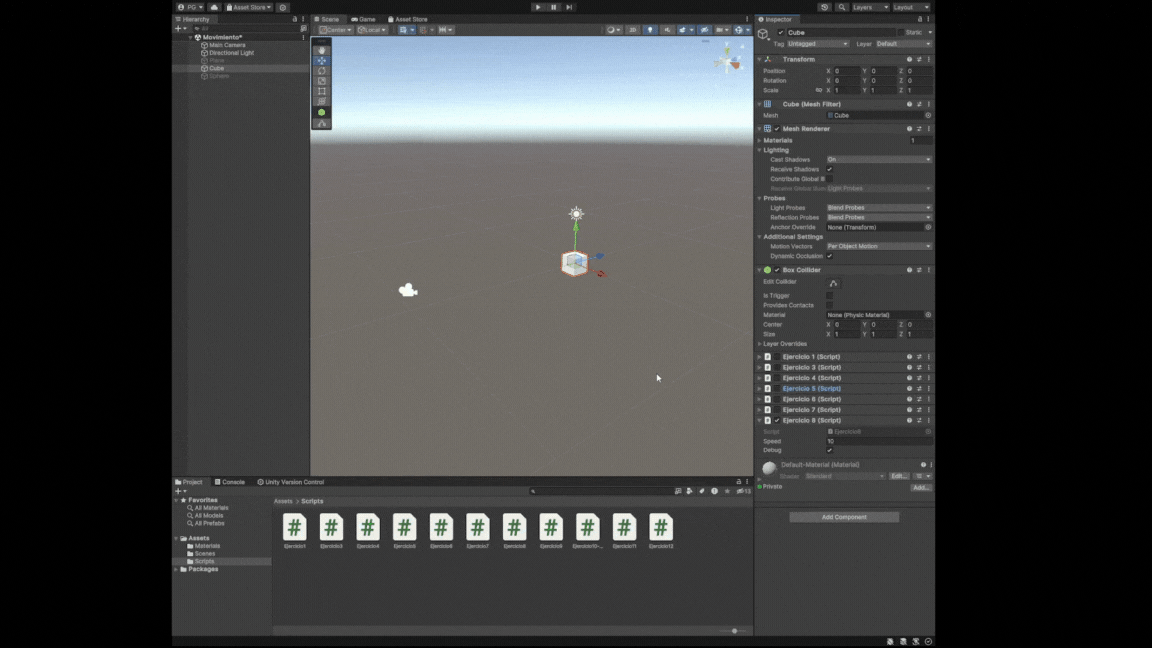 PG
Asset Store
Layers
Layout
Hierarchy
All
Movimiento*
Main Camera
Directional Light
Plane
Cube
Sphere
Scene
Game
Asset Store
Center
Local
2D
Inspector
Cube
Static
Tag Untagged
Layer Default
Transform
Position X 0 Y 0 Z 0
Rotation X 0 Y 0 Z 0
Scale X 1 Y 1 Z 1
Cube (Mesh Filter)
Mesh Cube
Mesh Renderer
Materials 1
Lighting
Cast Shadows On
Receive Shadows
Contribute Global Il
Receive Global Illum Light Probes
Probes
Light Probes Blend Probes
Reflection Probes Blend Probes
Anchor Override None (Transform)
Additional Settings
Motion Vectors Per Object Motion
Dynamic Occlusion
Box Collider
Edit Collider
Is Trigger
Provides Contacts
Material None (Physic Material)
Center X 0 Y 0 Z 0
Size X 1 Y 1 Z 1
Layer Overrides
Ejercicio 1 (Script)
Ejercicio 3 (Script)
Ejercicio 4 (Script)
Ejercicio 5 (Script)
Ejercicio 6 (Script)
Ejercicio 7 (Script)
Ejercicio 9 (Script)
Script Ejercicio9
Speed 10
Debug
Default-Material (Material)
Shader Standard Edit...
Private Add...
Add Component
Project
Console
Unity Version Control
13
Favorites
All Materials
All Models
All Prefabs
Assets
Materials
Scenes
Scripts
Packages
Assets > Scripts
Ejercicio1
Ejercicio3
Ejercicio4
Ejercicio5
Ejercicio6
Ejercicio7
Ejercicio8
Ejercicio9
Ejercicio10-...
Ejercicio11
Ejercicio12